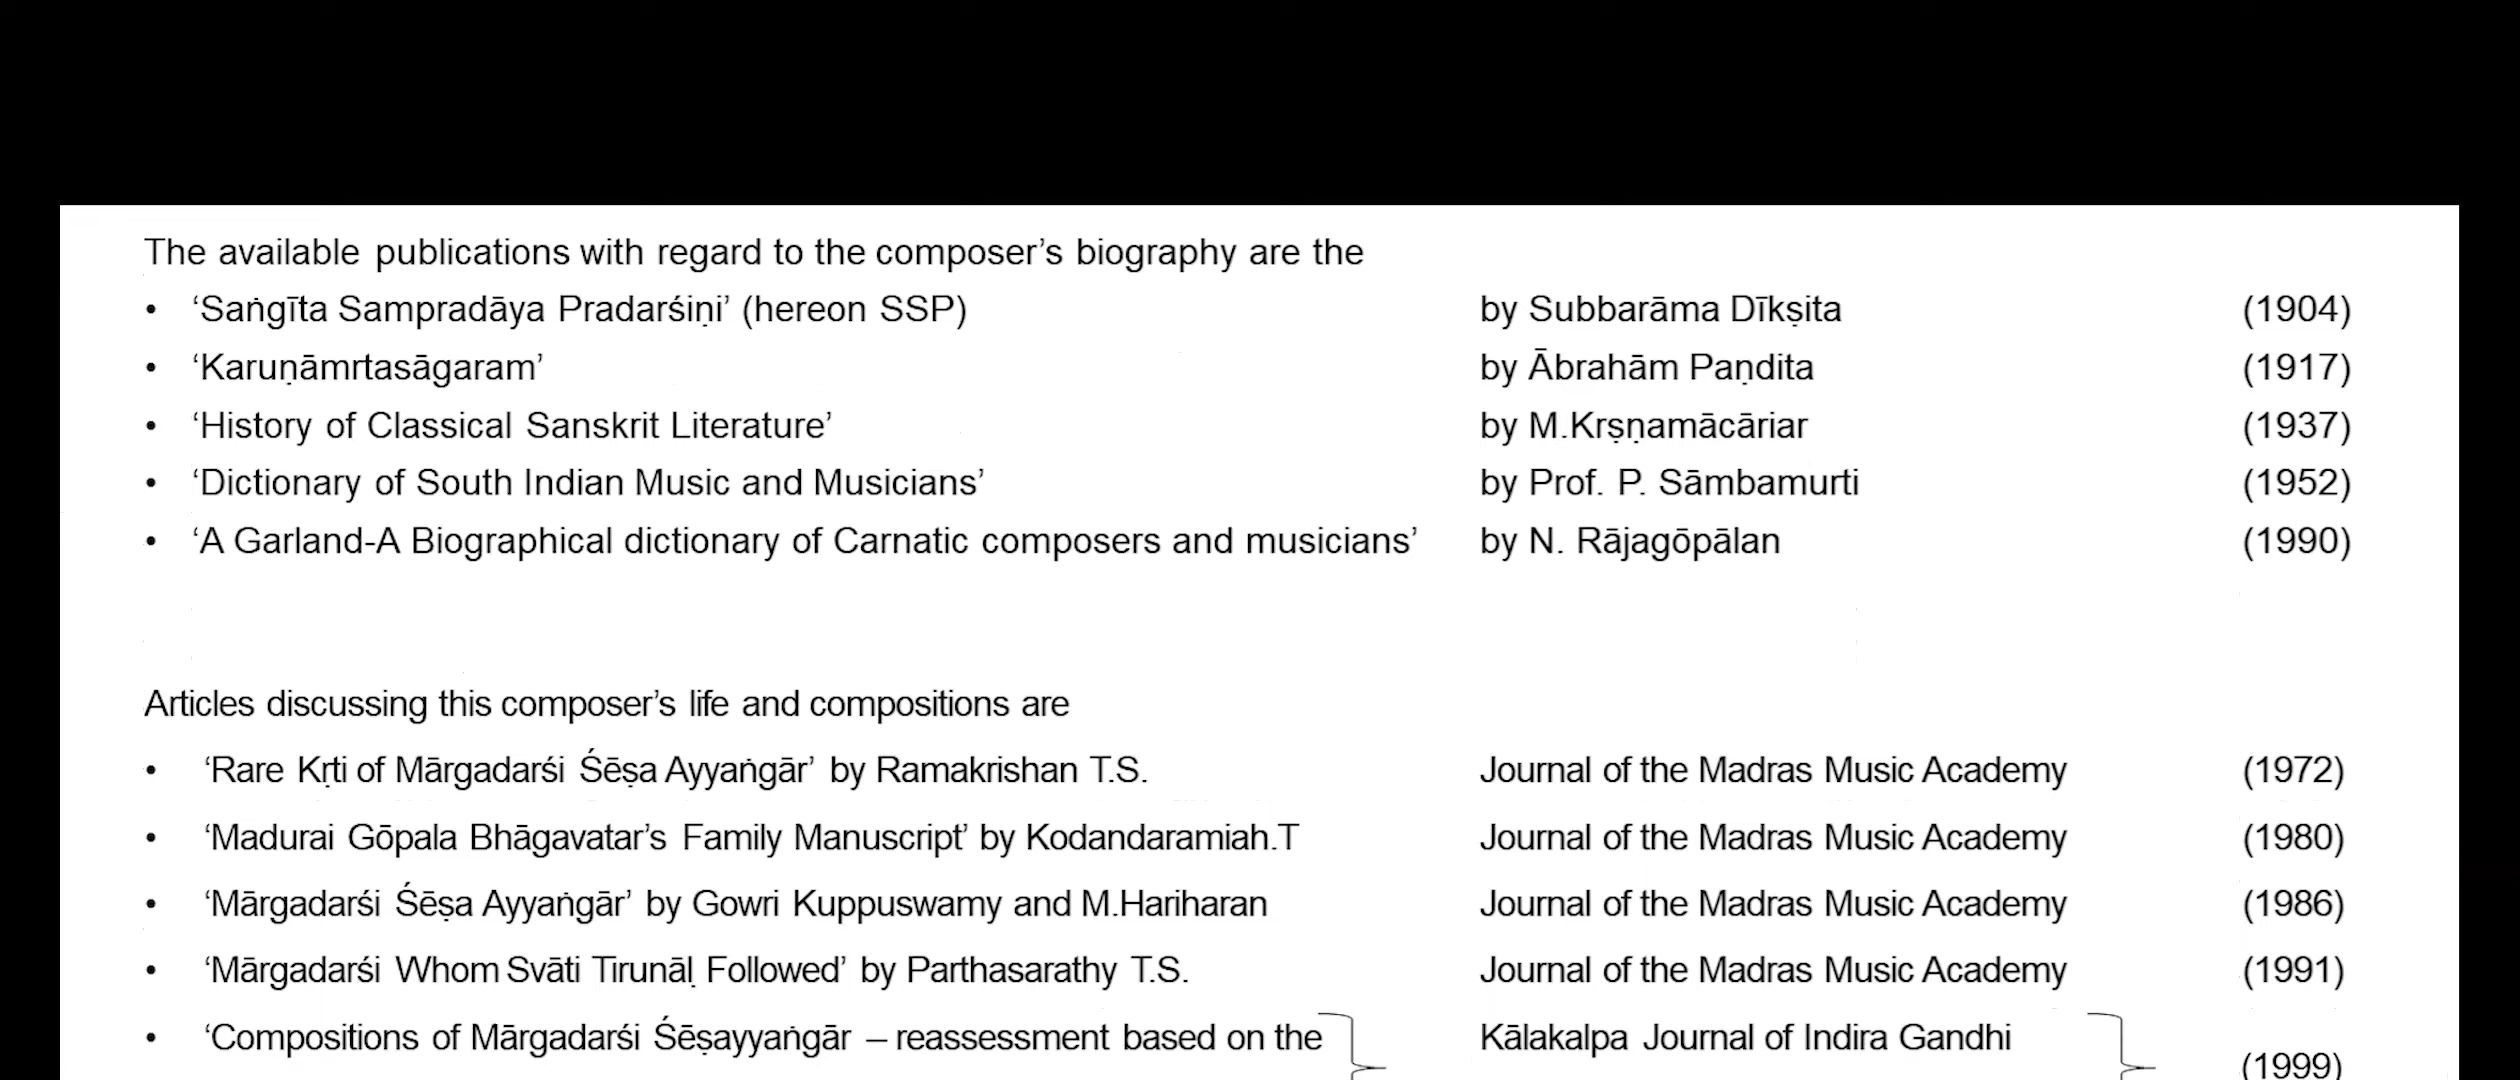 The available publications with regard to the composer’s biography are the
• ‘Saṅgīta Sampradāya Pradarśiṇi’ (hereon SSP) by Subbarāma Dīkṣita (1904)
• ‘Karuṇāmrtasāgaram’ by Ābrahām Paṇdita (1917)
• ‘History of Classical Sanskrit Literature’ by M.Krṣṇamācāriar (1937)
• ‘Dictionary of South Indian Music and Musicians’ by Prof. P. Sāmbamurti (1952)
• ‘A Garland-A Biographical dictionary of Carnatic composers and musicians’ by N. Rājagōpālan (1990)
Articles discussing this composer’s life and compositions are
• ‘Rare Kṛti of Mārgadarśi Śēṣa Ayyaṅgār’ by Ramakrishan T.S. Journal of the Madras Music Academy (1972)
• ‘Madurai Gōpala Bhāgavatar’s Family Manuscript’ by Kodandaramiah.T Journal of the Madras Music Academy (1980)
• ‘Mārgadarśi Śēṣa Ayyaṅgār’ by Gowri Kuppuswamy and M.Hariharan Journal of the Madras Music Academy (1986)
• ‘Mārgadarśi Whom Svāti Tirunāḷ Followed’ by Parthasarathy T.S. Journal of the Madras Music Academy (1991)
• ‘Compositions of Mārgadarśi Śēṣayyaṅgār – reassessment based on the Kālakalpa Journal of Indira Gandhi
(1999)